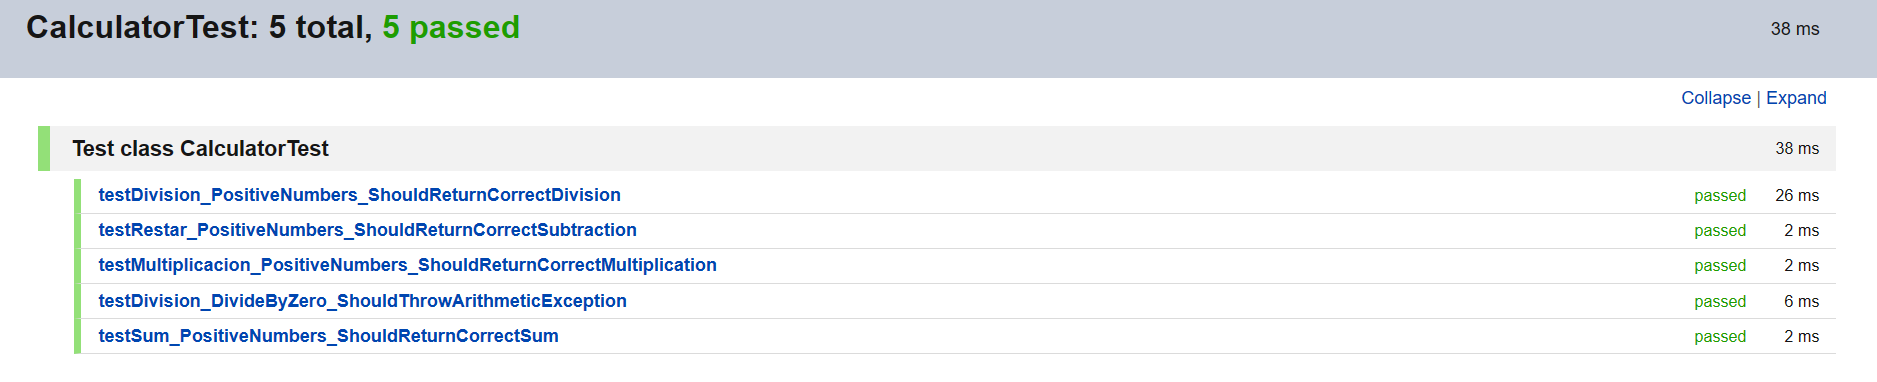 CalculatorTest: 5 total, 5 passed 38 ms
Collapse | Expand
Test class CalculatorTest 38 ms
testDivision_PositiveNumbers_ShouldReturnCorrectDivision passed 26 ms
testRestar_PositiveNumbers_ShouldReturnCorrectSubtraction passed 2 ms
testMultiplicacion_PositiveNumbers_ShouldReturnCorrectMultiplication passed 2 ms
testDivision_DivideByZero_ShouldThrowArithmeticException passed 6 ms
testSum_PositiveNumbers_ShouldReturnCorrectSum passed 2 ms